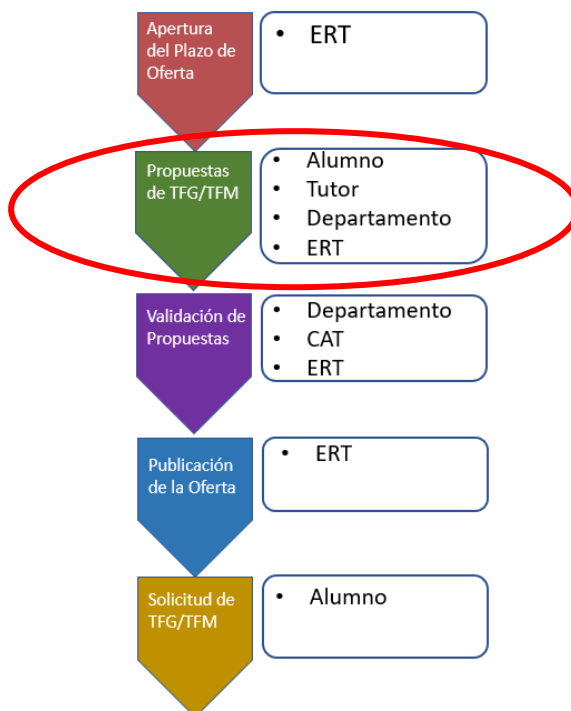 Apertura
del Plazo de
Oferta
• ERT
Propuestas
de TFG/TFM
• Alumno
• Tutor
• Departamento
• ERT
Validación de
Propuestas
• Departamento
• CAT
• ERT
Publicación
de la Oferta
• ERT
Solicitud de
TFG/TFM
• Alumno